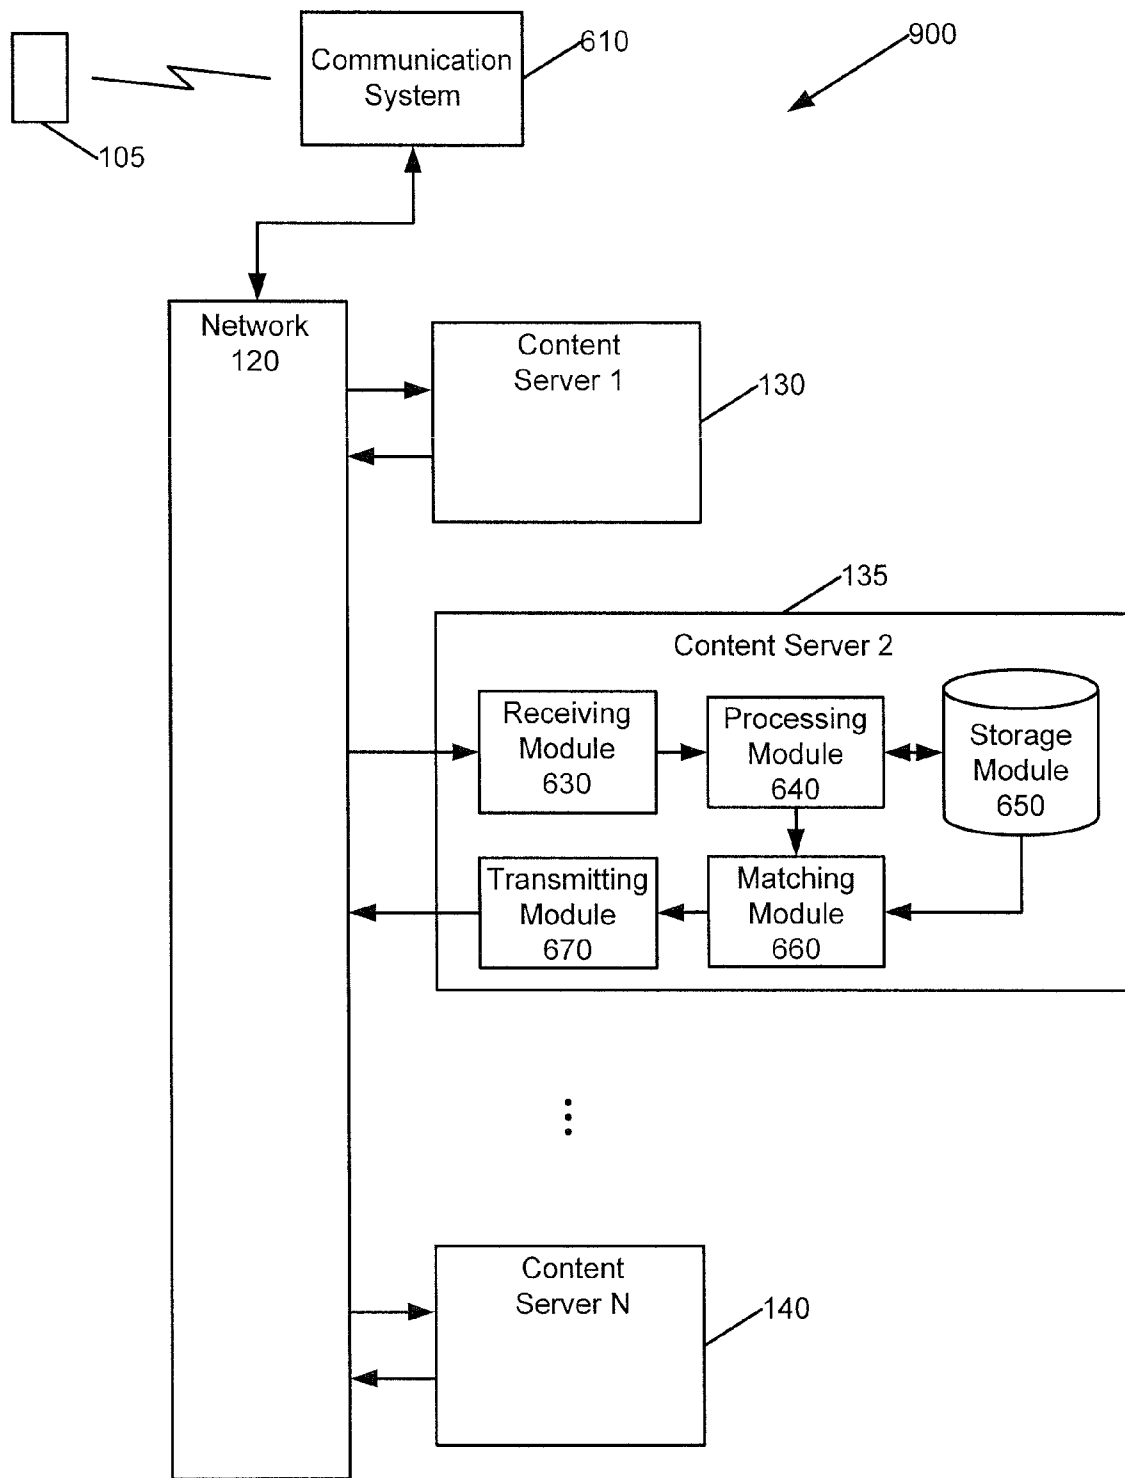 Communication
System
610
900
105
Network
120
Content
Server 1
130
135
Content Server 2
Receiving
Module
630
Processing
Module
640
Storage
Module
650
Transmitting
Module
670
Matching
Module
660
Content
Server N
140